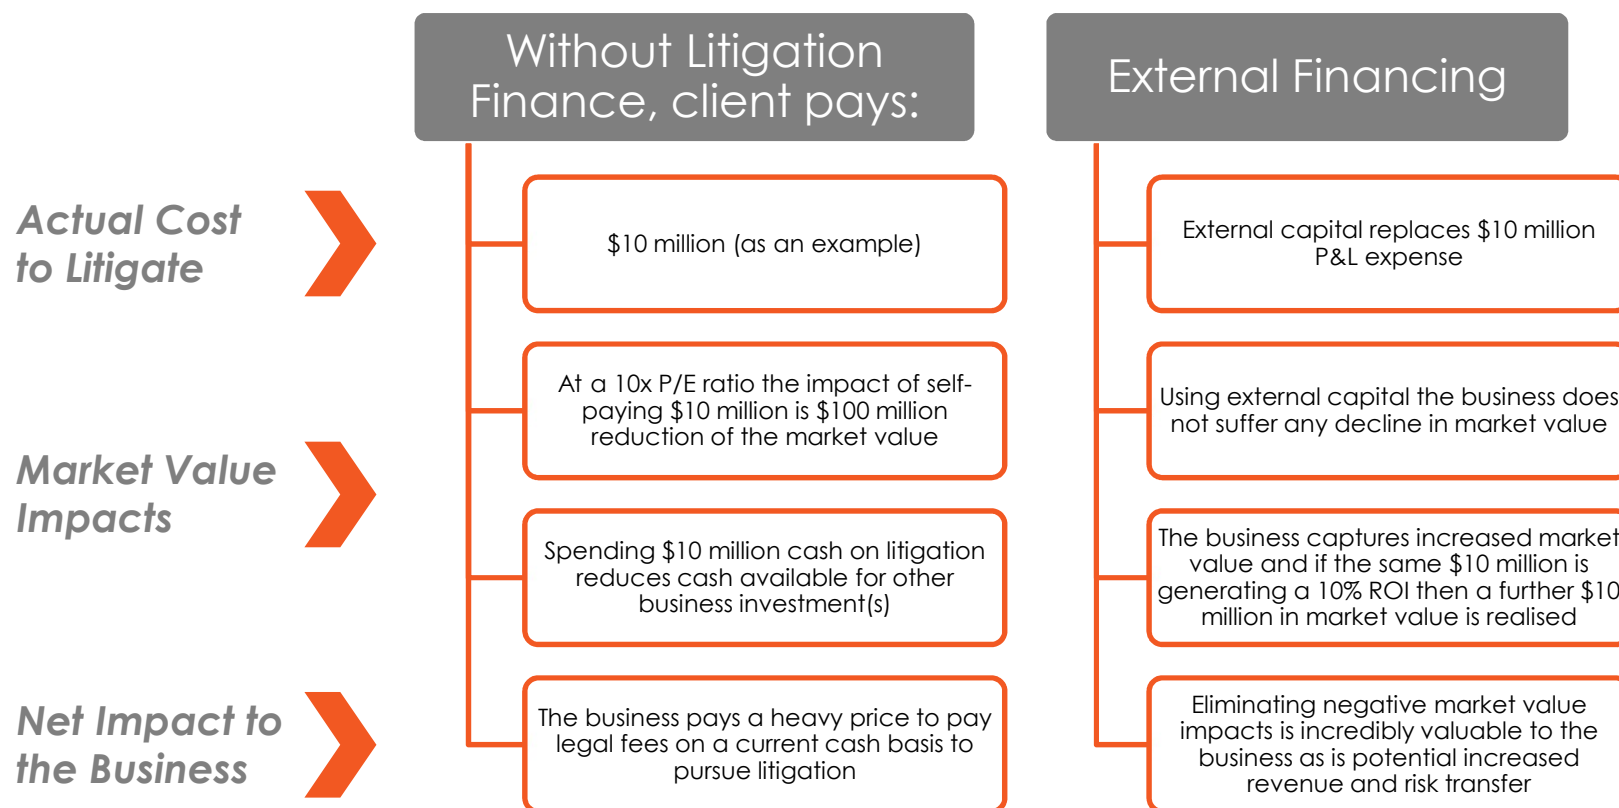 Without Litigation
Finance, client pays:
External Financing
Actual Cost
to Litigate
$10 million (as an example)
External capital replaces $10 million
P&L expense
Market Value
Impacts
At a 10x P/E ratio the impact of self-
paying $10 million is $100 million
reduction of the market value
Using external capital the business does
not suffer any decline in market value
Spending $10 million cash on litigation
reduces cash available for other
business investment(s)
The business captures increased market
value and if the same $10 million is
generating a 10% ROI then a further $10
million in market value is realised
Net Impact to
the Business
The business pays a heavy price to pay
legal fees on a current cash basis to
pursue litigation
Eliminating negative market value
impacts is incredibly valuable to the
business as is potential increased
revenue and risk transfer